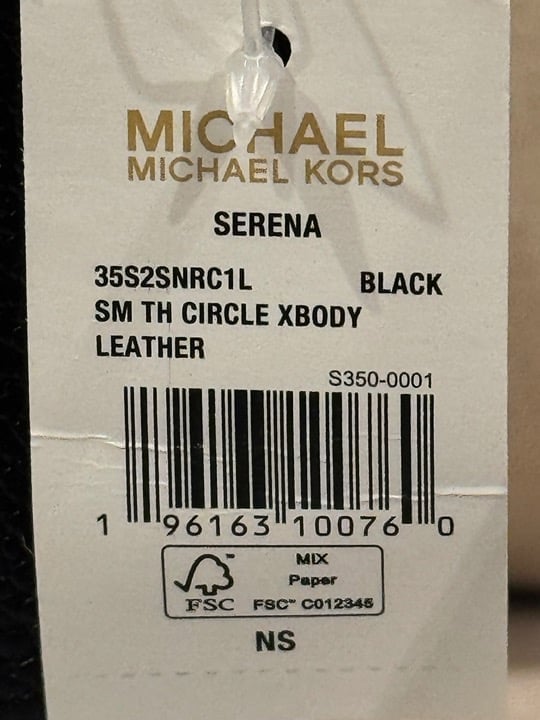 MICHAEL
MICHAEL KORS
SERENA
35S2SNRC1L BLACK
SM TH CIRCLE XBODY
LEATHER
S350-0001
1 96163 10076 0
MIX
Paper
FSC™ FSC™ C012345
NS